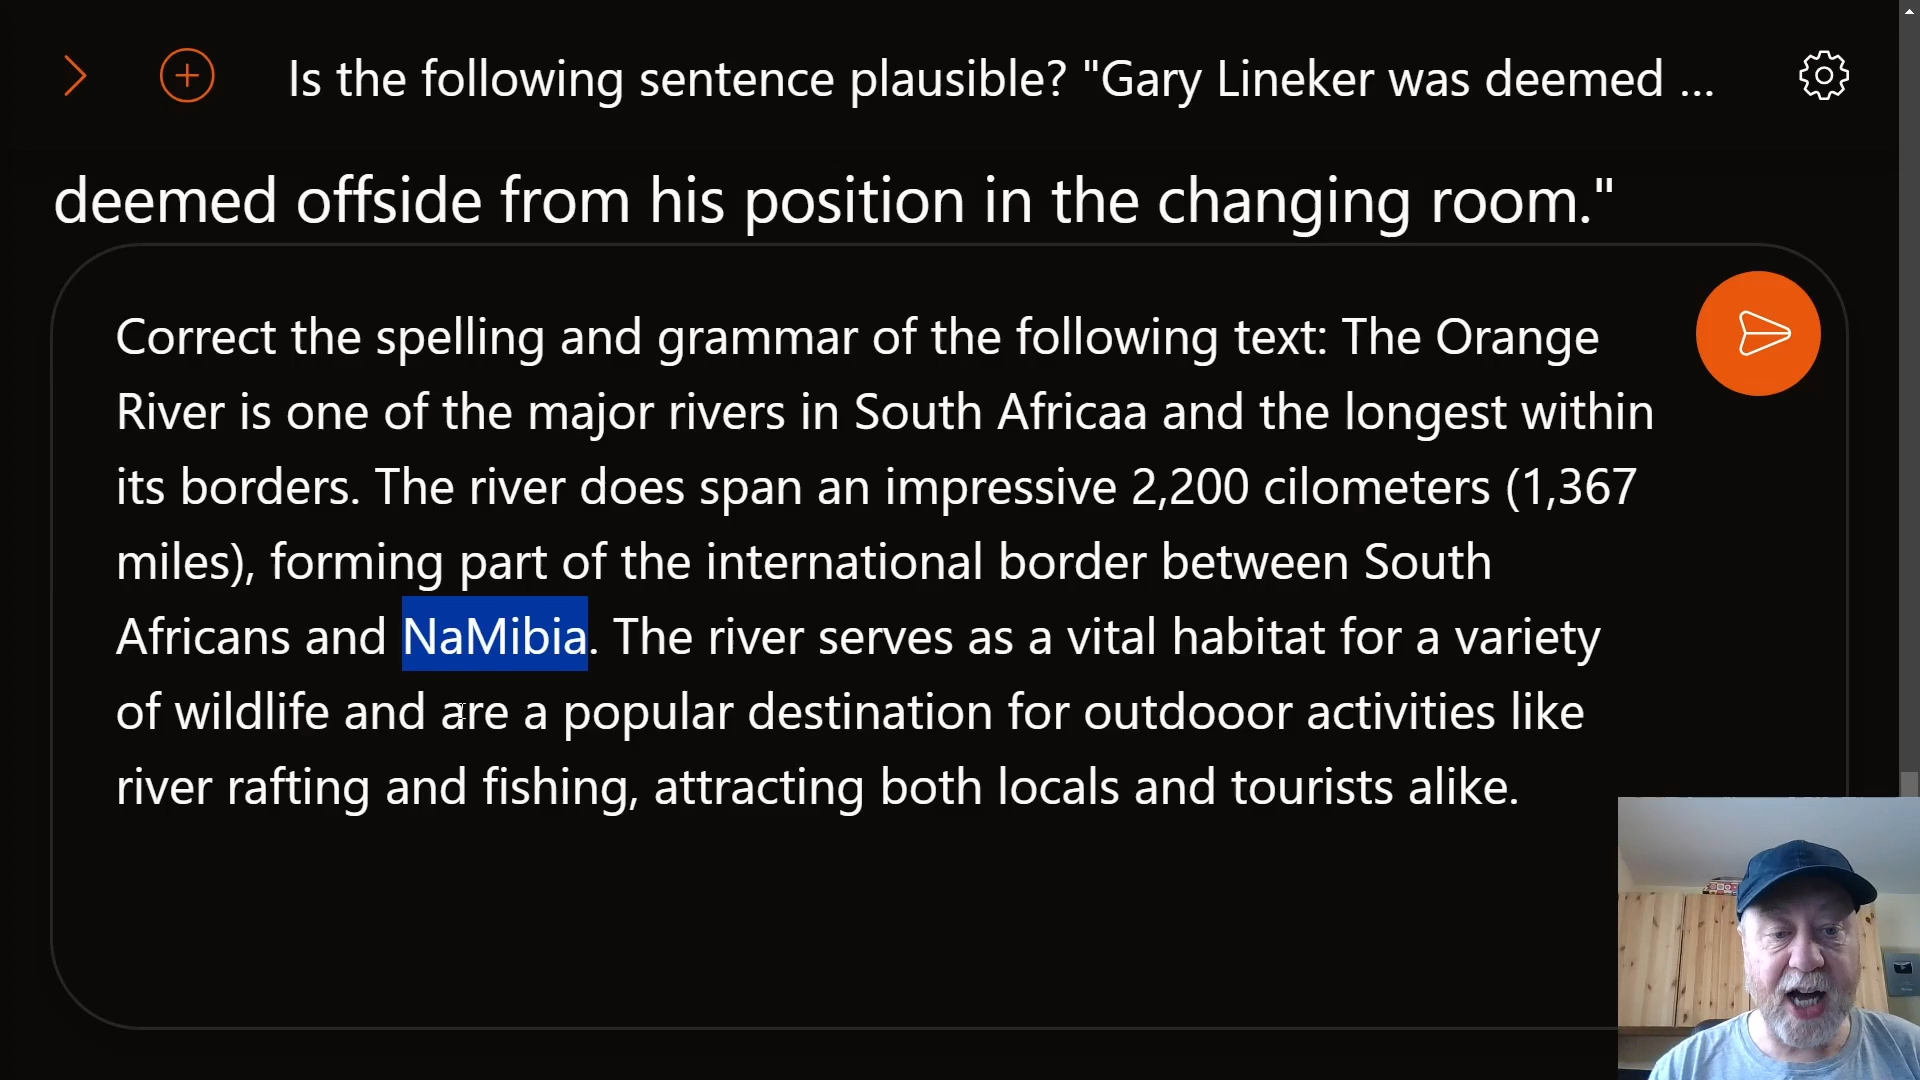 Is the following sentence plausible? "Gary Lineker was deemed ...
deemed offside from his position in the changing room."
Correct the spelling and grammar of the following text: The Orange
River is one of the major rivers in South Africaa and the longest within
its borders. The river does span an impressive 2,200 cilometers (1,367
miles), forming part of the international border between South
Africans and NaMibia. The river serves as a vital habitat for a variety
of wildlife and are a popular destination for outdooor activities like
river rafting and fishing, attracting both locals and tourists alike.